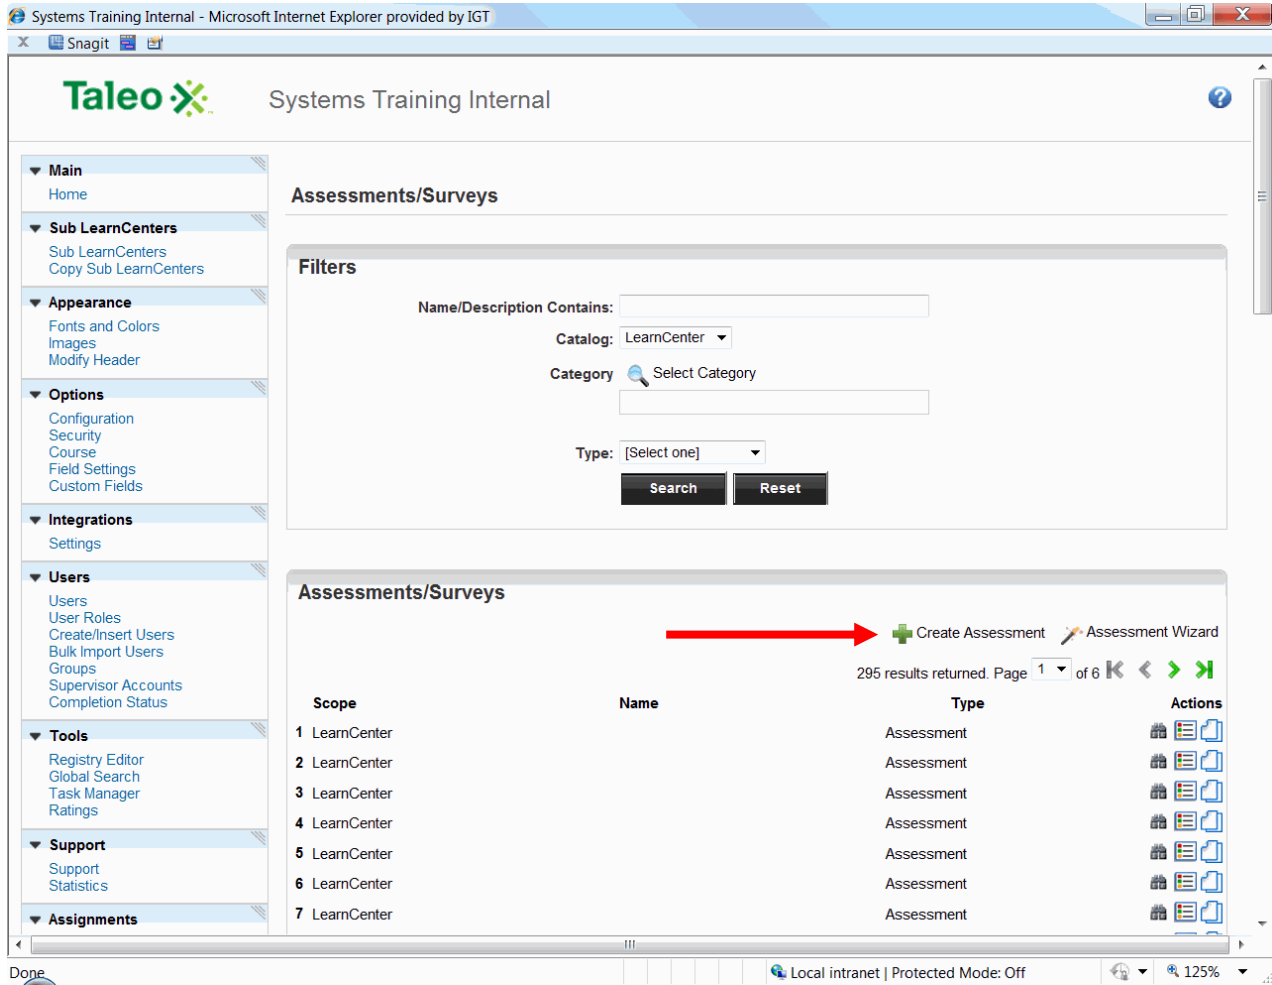 Systems Training Internal - Microsoft Internet Explorer provided by IGT
X Snagit
Taleo
Systems Training Internal
Main
Home
Sub LearnCenters
Sub LearnCenters
Copy Sub LearnCenters
Appearance
Fonts and Colors
Images
Modify Header
Options
Configuration
Security
Course
Field Settings
Custom Fields
Integrations
Settings
Users
Users
User Roles
Create/Insert Users
Bulk Import Users
Groups
Supervisor Accounts
Completion Status
Tools
Registry Editor
Global Search
Task Manager
Ratings
Support
Support
Statistics
Assignments
Assessments/Surveys
Filters
Name/Description Contains:
Catalog: LearnCenter
Category Select Category
Type: [Select one]
Search Reset
Assessments/Surveys
Create Assessment Assessment Wizard
295 results returned. Page 1 of 6
Scope Name Type Actions
1 LearnCenter Assessment
2 LearnCenter Assessment
3 LearnCenter Assessment
4 LearnCenter Assessment
5 LearnCenter Assessment
6 LearnCenter Assessment
7 LearnCenter Assessment
Done Local intranet | Protected Mode: Off 125%